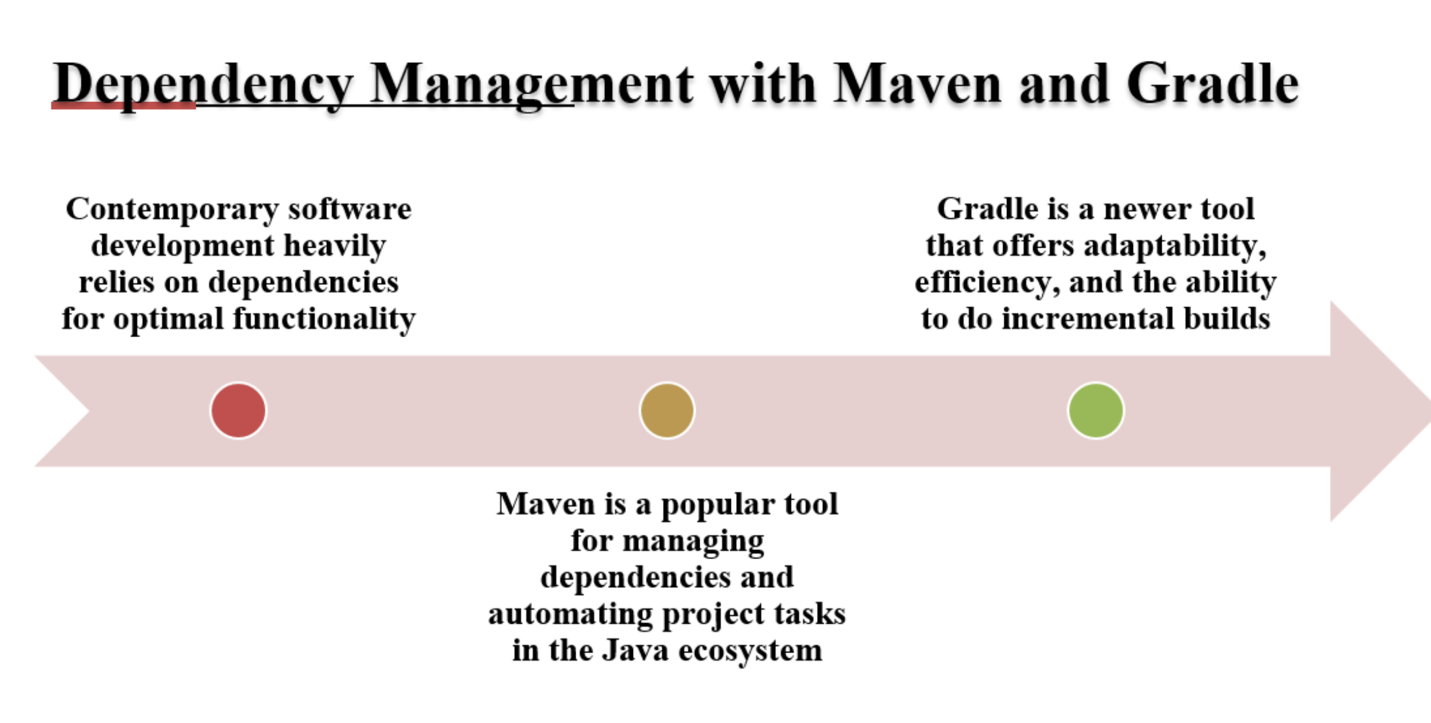 Dependency Management with Maven and Gradle
Contemporary software
development heavily
relies on dependencies
for optimal functionality
Maven is a popular tool
for managing
dependencies and
automating project tasks
in the Java ecosystem
Gradle is a newer tool
that offers adaptability,
efficiency, and the ability
to do incremental builds